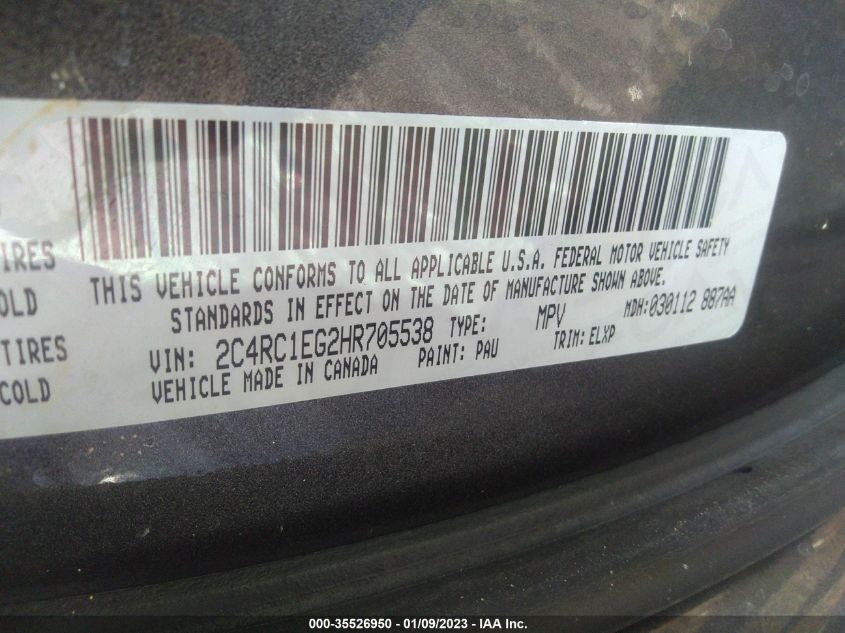 THIS VEHICLE CONFORMS TO ALL APPLICABLE U.S.A. FEDERAL MOTOR VEHICLE SAFETY
IRES
STANDARDS IN EFFECT ON THE DATE OF MANUFACTURE SHOWN ABOVE.
OLD
VIN: 2C4RC1EG2HR705538 TYPE: MPV MDH:030112 887AA
TIRES
VEHICLE MADE IN CANADA PAINT: PAU TRIM: ELXP
COLD
000-35526950 - 01/09/2023 - IAA Inc.